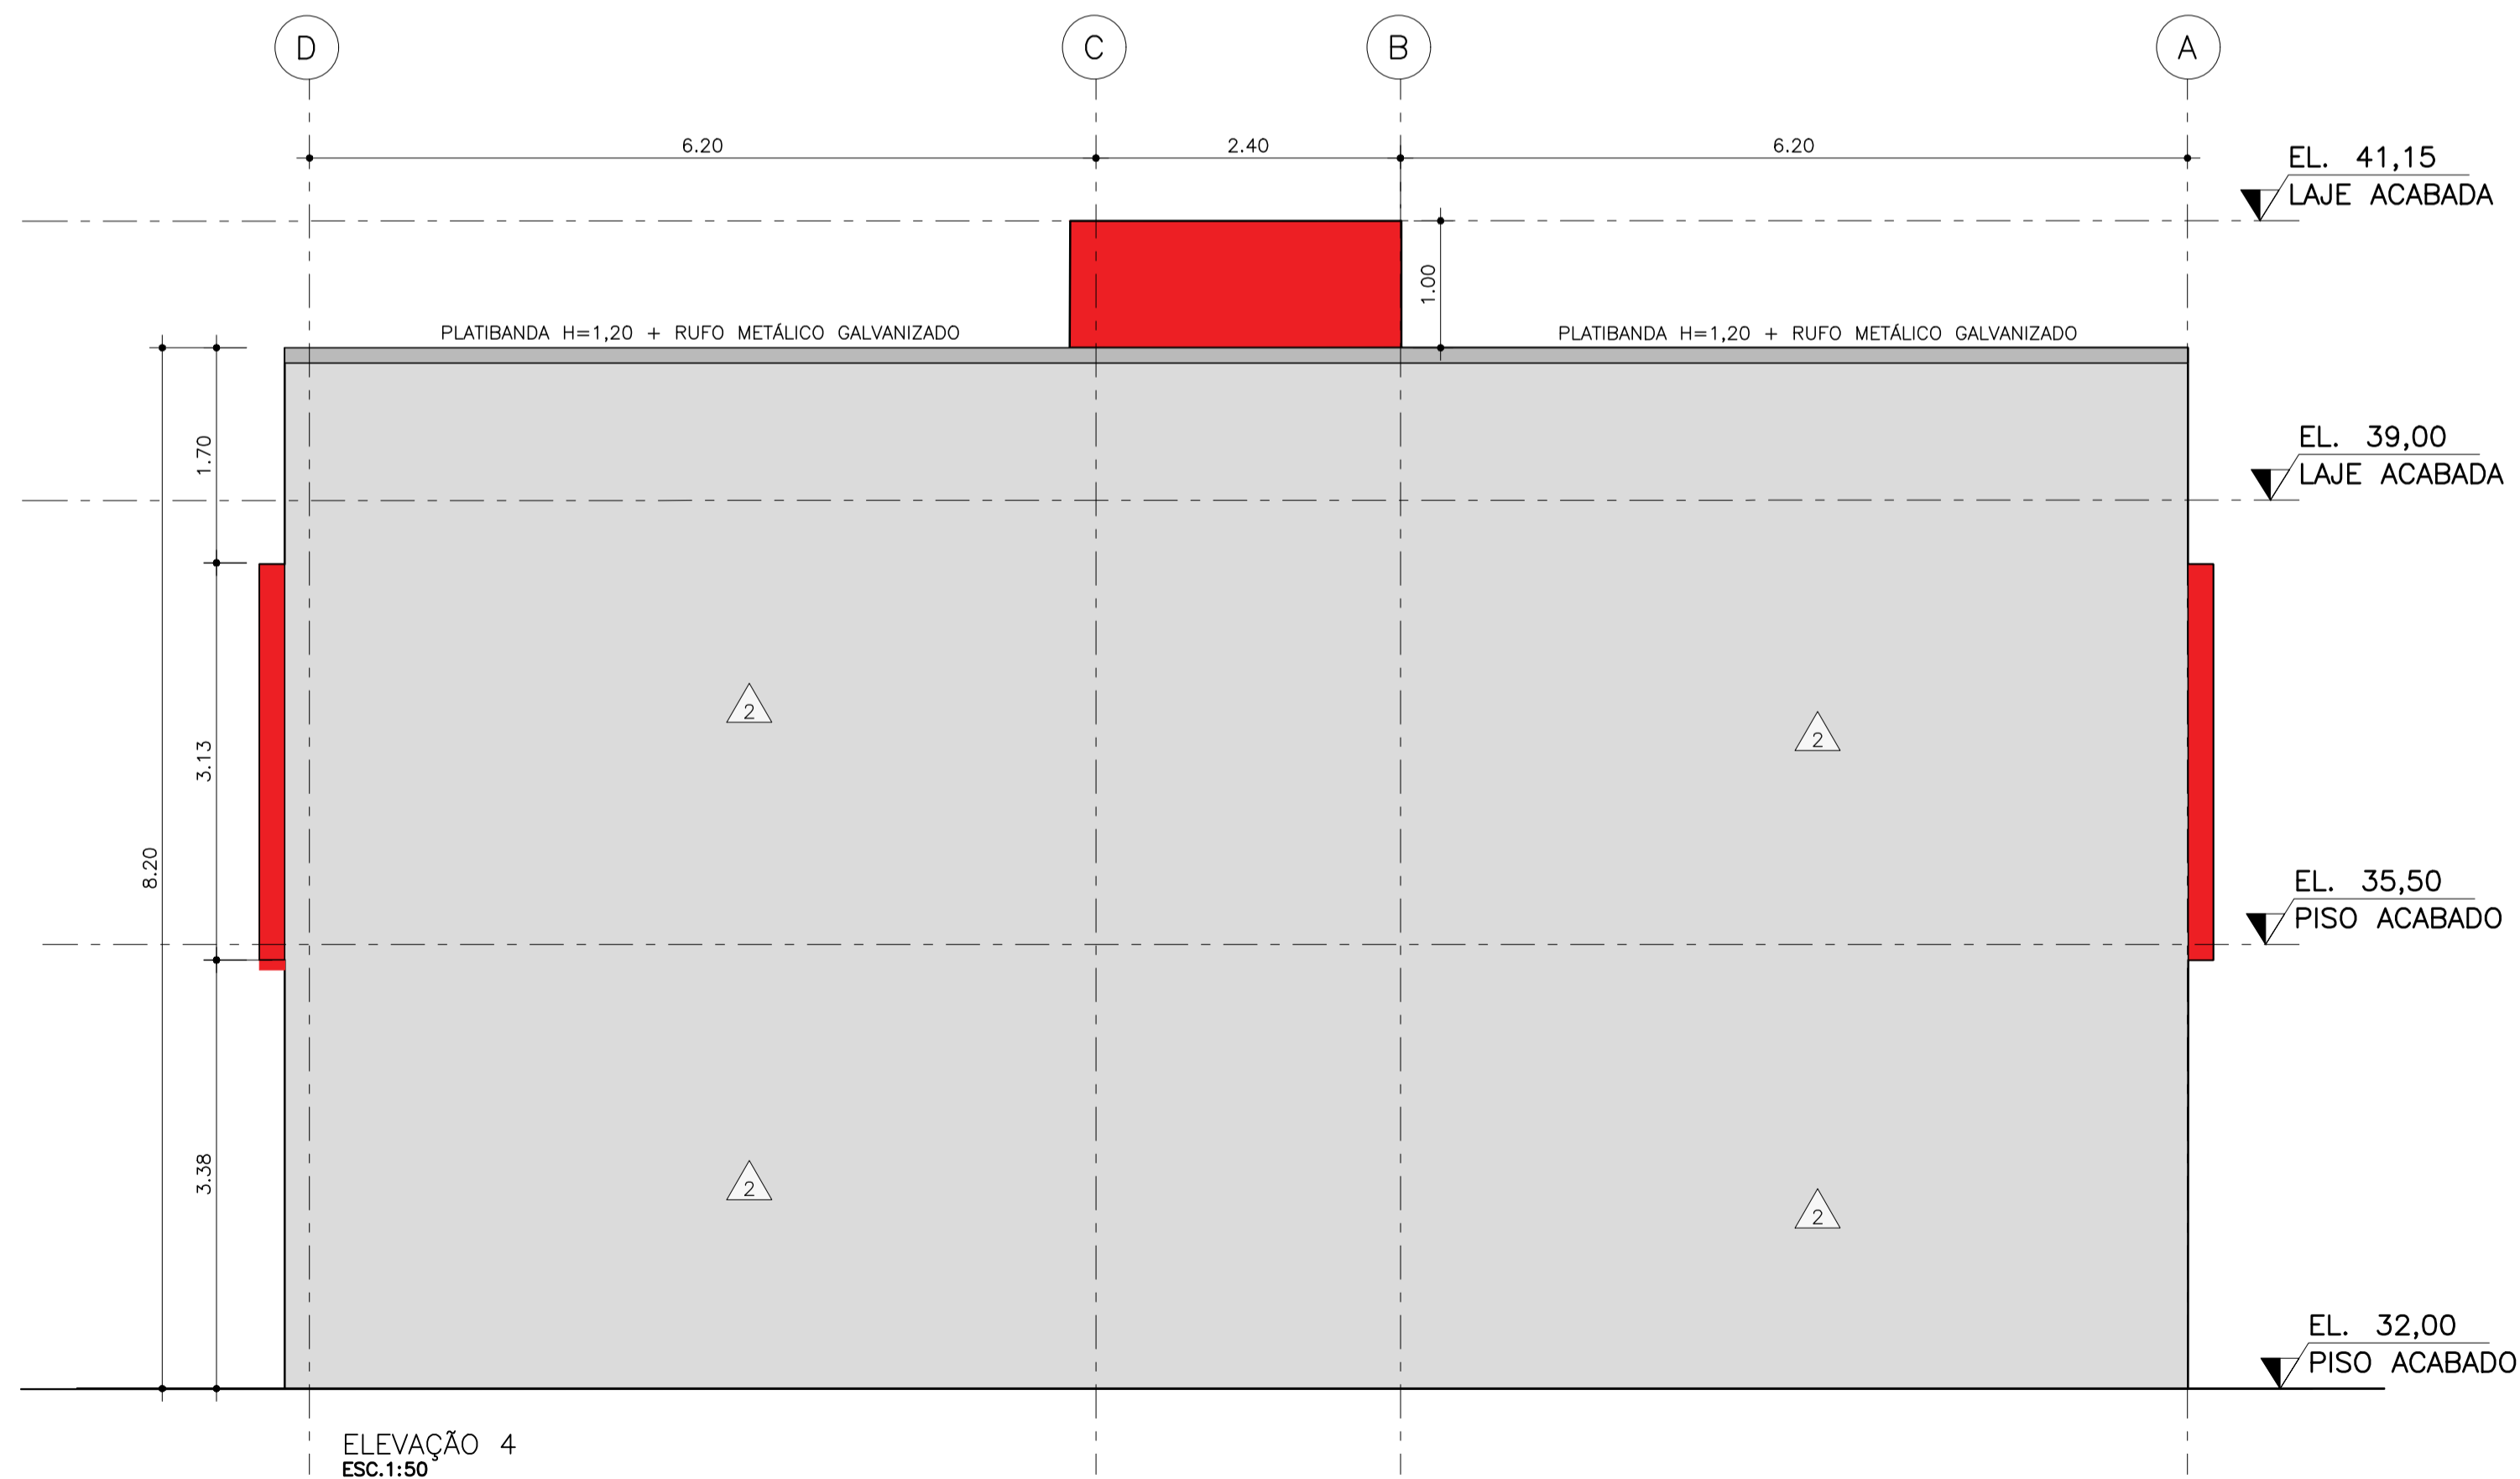 D
C
B
A
6.20
2.40
6.20
EL. 41,15
LAJE ACABADA
1.00
PLATIBANDA H=1,20 + RUFO METÁLICO GALVANIZADO
PLATIBANDA H=1,20 + RUFO METÁLICO GALVANIZADO
1.70
EL. 39,00
LAJE ACABADA
2
2
3.13
8.20
EL. 35,50
PISO ACABADO
3.38
2
2
EL. 32,00
PISO ACABADO
ELEVAÇÃO 4
ESC.1:50